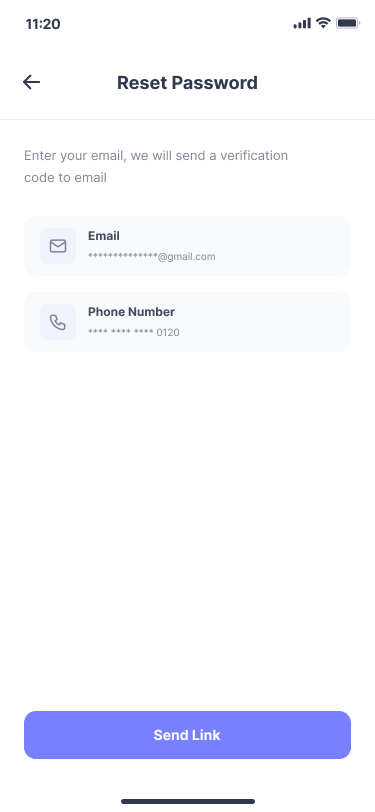 11:20
Reset Password
Enter your email, we will send a verification
code to email
Email
**************@gmail.com
Phone Number
**** **** **** 0120
Send Link